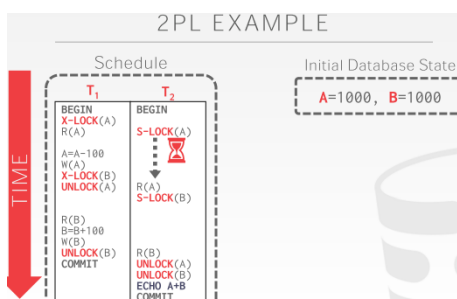 2PL EXAMPLE
Schedule
Initial Database State
A=1000, B=1000
TIME
T1
BEGIN
X-LOCK(A)
R(A)
A=A-100
W(A)
X-LOCK(B)
UNLOCK(A)
R(B)
B=B+100
W(B)
UNLOCK(B)
COMMIT
T2
BEGIN
S-LOCK(A)
R(A)
S-LOCK(B)
R(B)
UNLOCK(A)
UNLOCK(B)
ECHO A+B
COMMIT